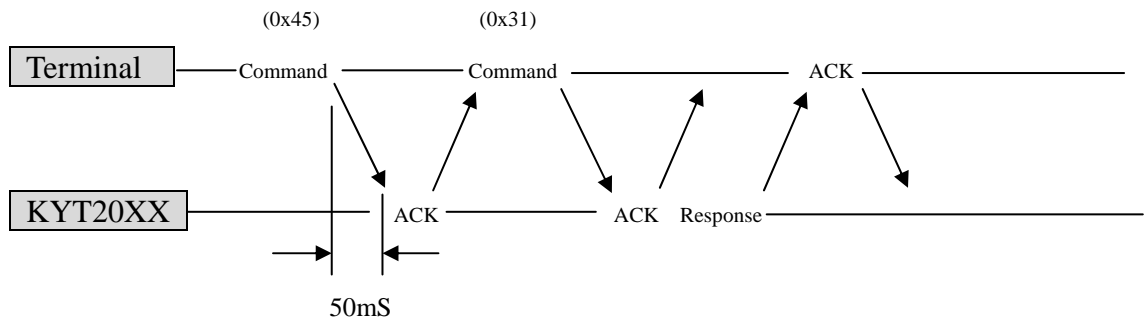 (0x45) (0x31)
Terminal Command Command ACK
KYT20XX ACK ACK Response
50mS